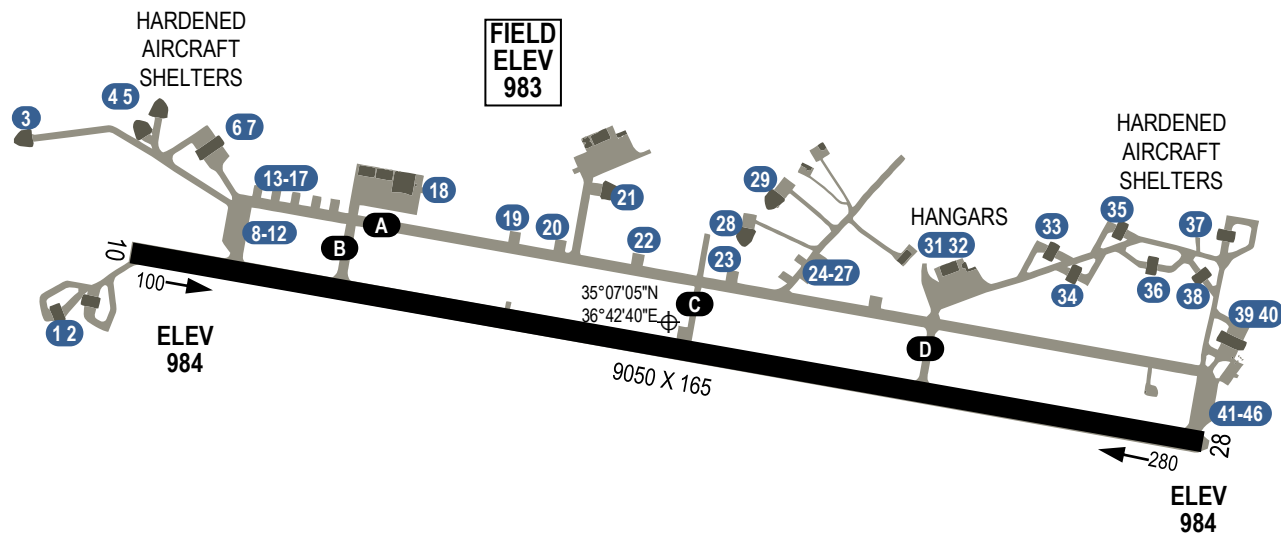 HARDENED
AIRCRAFT
SHELTERS
FIELD
ELEV
983
3
4 5
6 7
13-17
18
8-12
A
B
19
20
21
22
28
29
23
24-27
HANGARS
31 32
HARDENED
AIRCRAFT
SHELTERS
33
34
35
36
37
38
39 40
41-46
10
100
1 2
ELEV
984
35°07'05"N
36°42'40"E
C
D
9050 X 165
280
28
ELEV
984